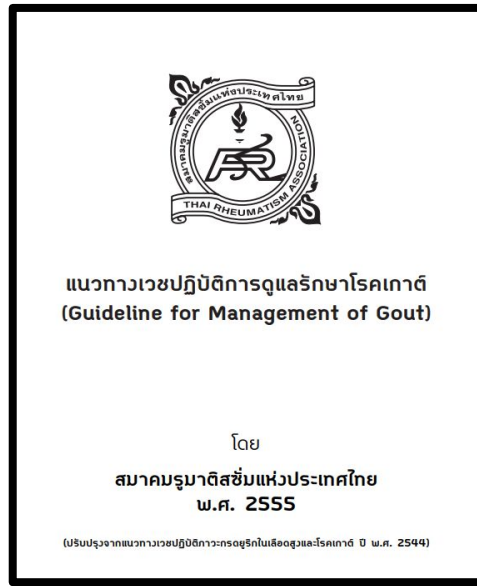 สมาคมรูมาติสซั่มแห่งประเทศไทย
THAI RHEUMATISM ASSOCIATION
แนวทางเวชปฏิบัติการดูแลรักษาโรคเกาต์
(Guideline for Management of Gout)
โดย
สมาคมรูมาติสซั่มแห่งประเทศไทย
พ.ศ. 2555
(ปรับปรุงจากแนวทางเวชปฏิบัติภาวะกรดยูริกในเลือดสูงและโรคเกาต์ ปี พ.ศ. 2544)